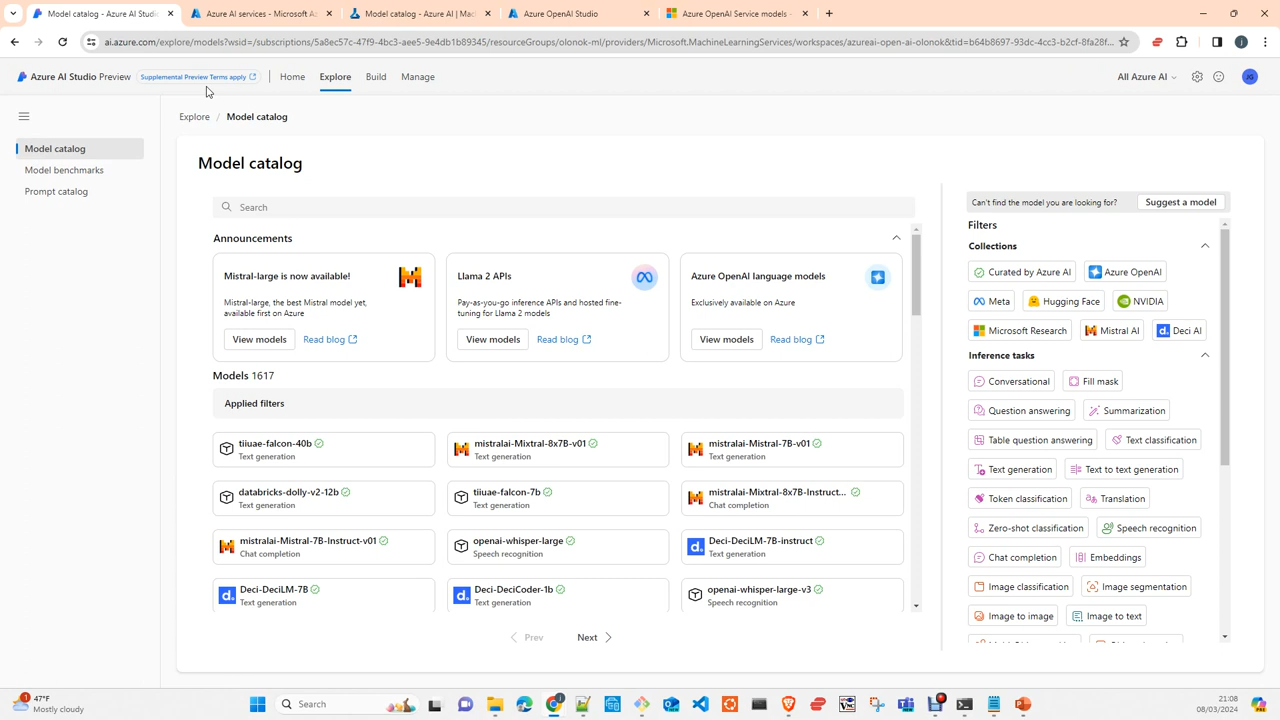 Azure AI Studio - Azure AI Studi
Azure AI services - Microsoft Az
Model catalog - Azure AI | Mac
Azure OpenAI Studio
Azure OpenAI Service models -
ai.azure.com/explore/models?wsid=/subscriptions/5a8ec57c-47f9-4bc3-aee5-9e4db1b89345/resourceGroups/olonok-ml/providers/Microsoft.MachineLearningServices/workspaces/azureai-open-ai-olonok&tid=b64b8697-93dc-4cc3-b2cf-8fa28f...
Azure AI Studio Preview
Supplemental Preview Terms apply
Home
Explore
Build
Manage
All Azure AI
JG
Explore / Model catalog
Model catalog
Model benchmarks
Prompt catalog
Model catalog
Search
Announcements
Mistral-large is now available!
Mistral-large, the best Mistral model yet,
available first on Azure
View models
Read blog
Llama 2 APIs
Pay-as-you-go inference APIs and hosted fine-
tuning for Llama 2 models
View models
Read blog
Azure OpenAI language models
Exclusively available on Azure
View models
Read blog
Models 1617
Applied filters
tiiuae-falcon-40b
Text generation
mistralai-Mixtral-8x7B-v01
Text generation
mistralai-Mistral-7B-v01
Text generation
databricks-dolly-v2-12b
Text generation
tiiuae-falcon-7b
Text generation
mistralai-Mixtral-8x7B-Instruct...
Chat completion
mistralai-Mistral-7B-Instruct-v01
Chat completion
openai-whisper-large
Speech recognition
Deci-DeciLM-7B-instruct
Text generation
Deci-DeciLM-7B
Text generation
Deci-DeciCoder-1b
Text generation
openai-whisper-large-v3
Speech recognition
Prev
Next
Can't find the model you are looking for?
Suggest a model
Filters
Collections
Curated by Azure AI
Azure OpenAI
Meta
Hugging Face
NVIDIA
Microsoft Research
Mistral AI
Deci AI
Inference tasks
Conversational
Fill mask
Question answering
Summarization
Table question answering
Text classification
Text generation
Text to text generation
Token classification
Translation
Zero-shot classification
Speech recognition
Chat completion
Embeddings
Image classification
Image segmentation
Image to image
Image to text
1
47°F
Mostly cloudy
Search
21:08
08/03/2024